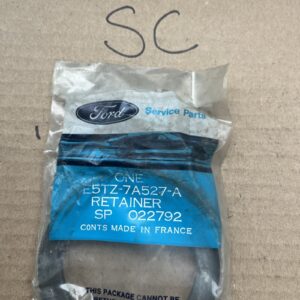 SC
Ford Service Parts
ONE
E5TZ-7A527-A
RETAINER
SP 022792
CONTS MADE IN FRANCE
THIS PACKAGE CANNOT BE